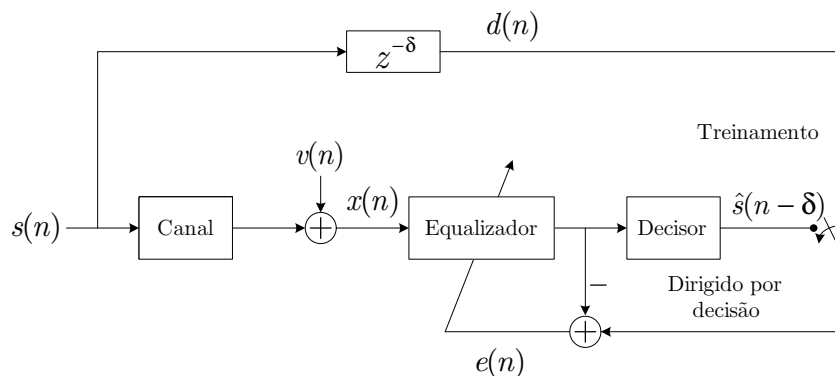 d(n)
z^{-δ}
Treinamento
v(n)
s(n)
Canal
+
x(n)
Equalizador
Decisor
ŝ(n − δ)
−
Dirigido por
decisão
+
e(n)